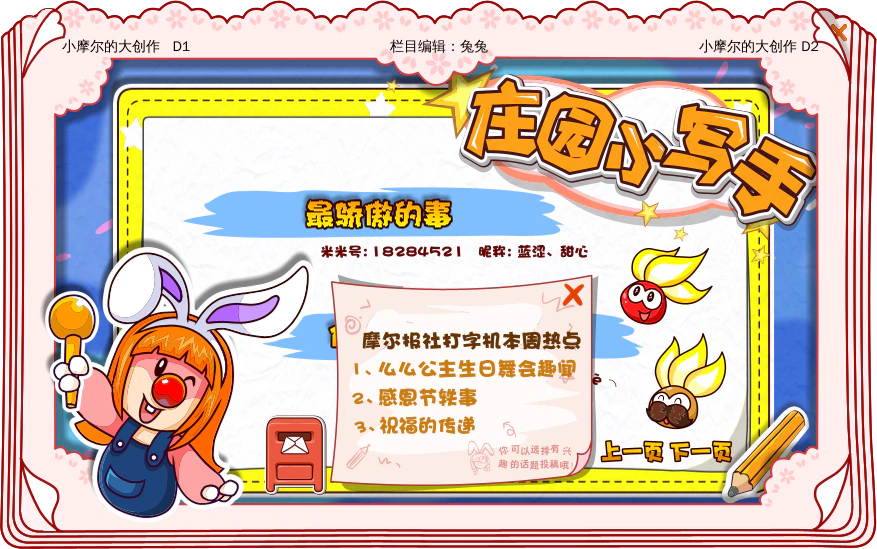 小摩尔的大创作 D1
栏目编辑：兔兔
小摩尔的大创作 D2
庄园小写手
最骄傲的事
米米号：18284521 昵称：蓝涩、甜心
摩尔报社打字机本周热点
1、么么公主生日舞会趣闻
2、感恩节轶事
3、祝福的传递
你可以选择有兴
趣的话题投稿哦！
上一页 下一页